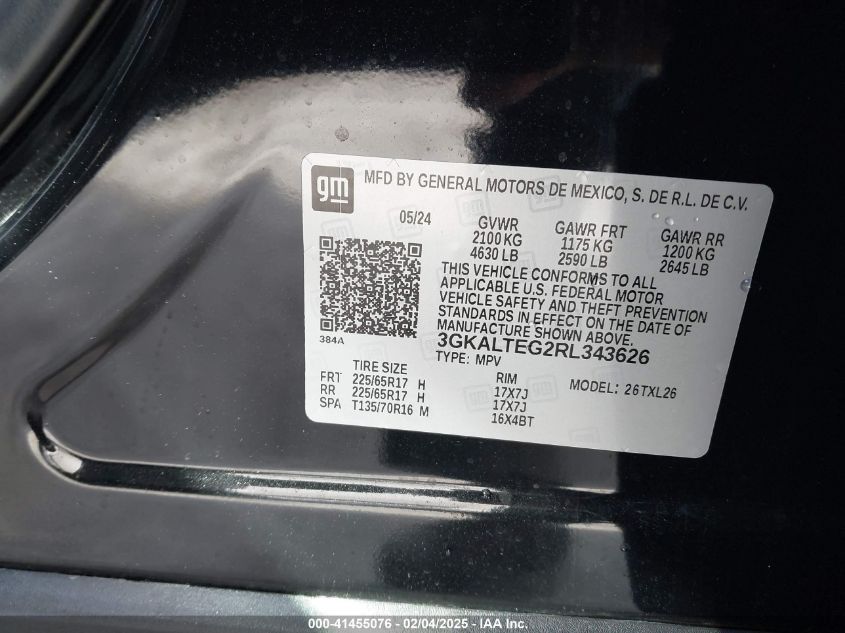 gm
MFD BY GENERAL MOTORS DE MEXICO, S. DE R.L. DE C.V.
05/24 GVWR GAWR FRT GAWR RR
2100 KG 1175 KG 1200 KG
4630 LB 2590 LB 2645 LB
THIS VEHICLE CONFORMS TO ALL
APPLICABLE U.S. FEDERAL MOTOR
VEHICLE SAFETY AND THEFT PREVENTION
STANDARDS IN EFFECT ON THE DATE OF
MANUFACTURE SHOWN ABOVE.
384A
3GKALTEG2RL343626
TYPE: MPV
TIRE SIZE RIM MODEL: 26TXL26
FRT 225/65R17 H 17X7J
RR 225/65R17 H 17X7J
SPA T135/70R16 M 16X4BT
000-41455076 — 02/04/2025 — IAA Inc.